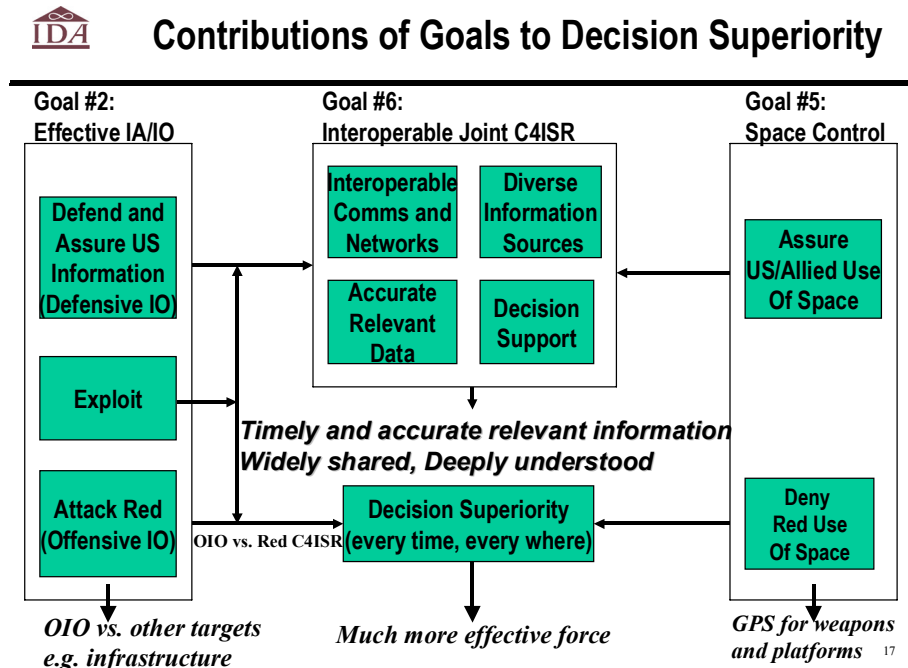 IDA
Contributions of Goals to Decision Superiority
Goal #2:
Effective IA/IO
Defend and
Assure US
Information
(Defensive IO)
Exploit
Attack Red
(Offensive IO)
OIO vs. other targets
e.g. infrastructure
OIO vs. Red C4ISR
Goal #6:
Interoperable Joint C4ISR
Interoperable
Comms and
Networks
Diverse
Information
Sources
Accurate
Relevant
Data
Decision
Support
Timely and accurate relevant information
Widely shared, Deeply understood
Decision Superiority
(every time, every where)
Much more effective force
Goal #5:
Space Control
Assure
US/Allied Use
Of Space
Deny
Red Use
Of Space
GPS for weapons
and platforms
17